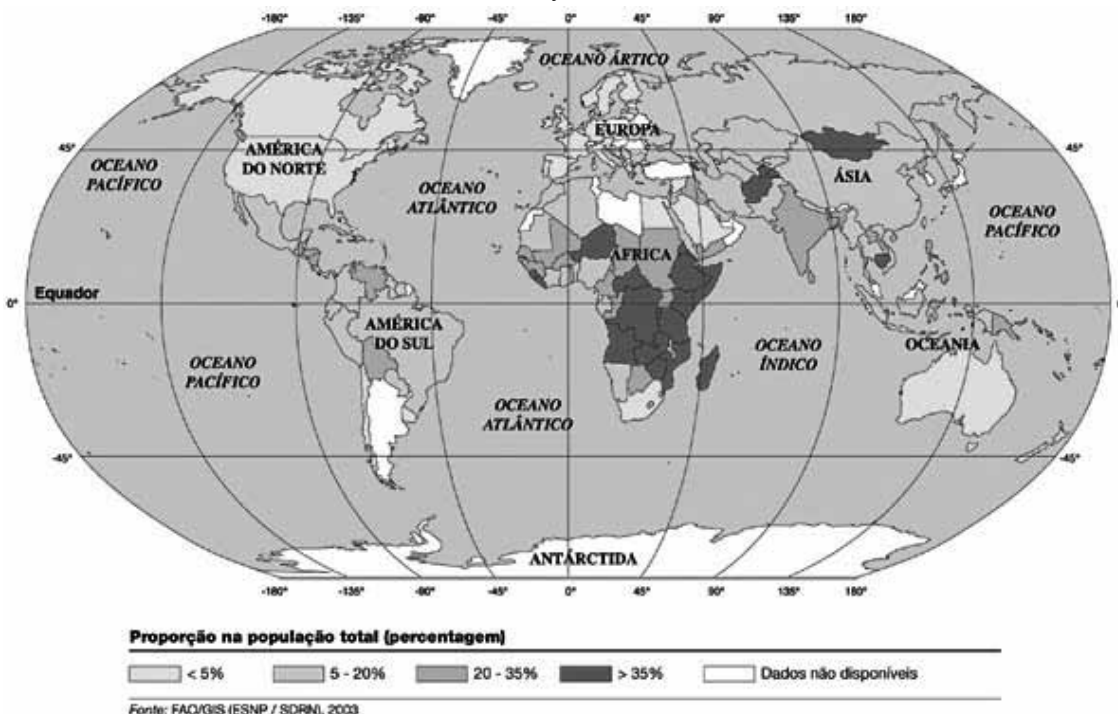 -180° -135° -90° -45° 0° 45° 90° 135° 180°
OCEANO ÁRTICO
EUROPA
45° 45°
AMÉRICA
DO NORTE
OCEANO
PACÍFICO
ÁSIA
OCEANO
ATLÂNTICO
OCEANO
PACÍFICO
ÁFRICA
Equador
0° 0°
AMÉRICA
DO SUL
OCEANIA
OCEANO
ÍNDICO
OCEANO
PACÍFICO
OCEANO
ATLÂNTICO
-45° -45°
ANTÁRCTIDA
-180° -135° -90° -45° 0° 45° 90° 135° 180°
Proporção na população total (percentagem)
< 5% 5 - 20% 20 - 35% > 35% Dados não disponíveis
Fonte: FAO/GIS (ESNP / SDRN), 2003